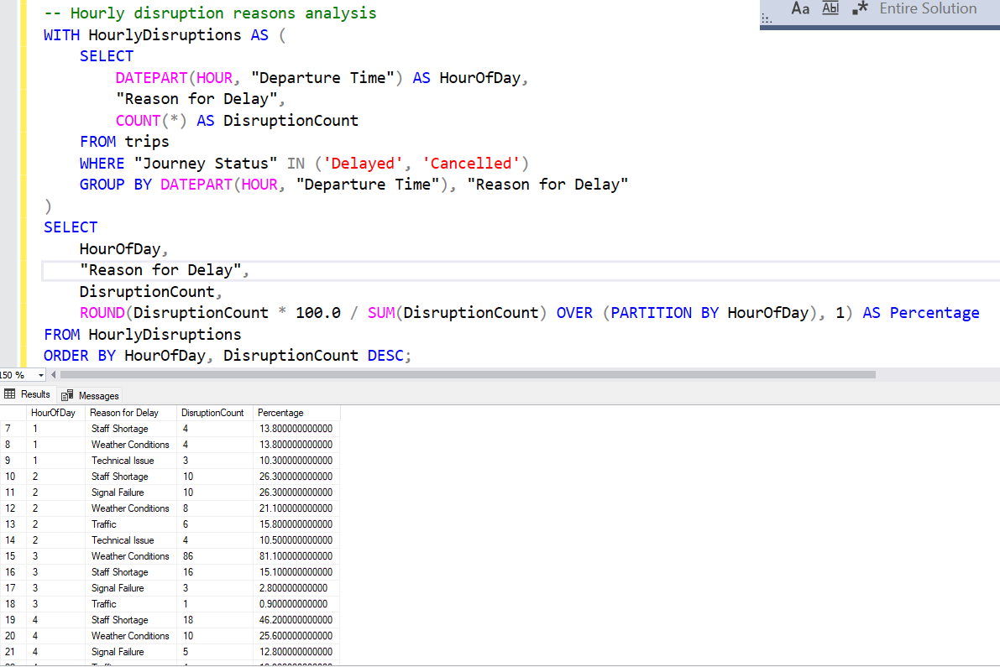 -- Hourly disruption reasons analysis
Aa Abl .* Entire Solution
WITH HourlyDisruptions AS (
SELECT
DATEPART(HOUR, "Departure Time") AS HourOfDay,
"Reason for Delay",
COUNT(*) AS DisruptionCount
FROM trips
WHERE "Journey Status" IN ('Delayed', 'Cancelled')
GROUP BY DATEPART(HOUR, "Departure Time"), "Reason for Delay"
)
SELECT
HourOfDay,
"Reason for Delay",
DisruptionCount,
ROUND(DisruptionCount * 100.0 / SUM(DisruptionCount) OVER (PARTITION BY HourOfDay), 1) AS Percentage
FROM HourlyDisruptions
ORDER BY HourOfDay, DisruptionCount DESC;
150 %
Results Messages
HourOfDay Reason for Delay DisruptionCount Percentage
7 1 Staff Shortage 4 13.800000000000
8 1 Weather Conditions 4 13.800000000000
9 1 Technical Issue 3 10.300000000000
10 2 Staff Shortage 10 26.300000000000
11 2 Signal Failure 10 26.300000000000
12 2 Weather Conditions 8 21.100000000000
13 2 Traffic 6 15.800000000000
14 2 Technical Issue 4 10.500000000000
15 3 Weather Conditions 86 81.100000000000
16 3 Staff Shortage 16 15.100000000000
17 3 Signal Failure 3 2.800000000000
18 3 Traffic 1 0.900000000000
19 4 Staff Shortage 18 46.200000000000
20 4 Weather Conditions 10 25.600000000000
21 4 Signal Failure 5 12.800000000000